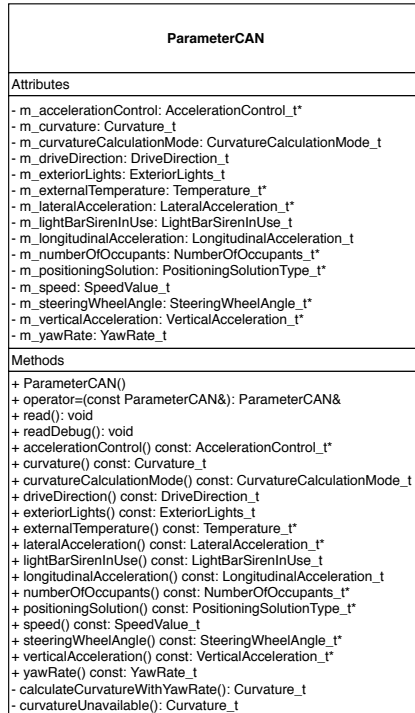 ParameterCAN
Attributes
- m_accelerationControl: AccelerationControl_t*
- m_curvature: Curvature_t
- m_curvatureCalculationMode: CurvatureCalculationMode_t
- m_driveDirection: DriveDirection_t
- m_exteriorLights: ExteriorLights_t
- m_externalTemperature: Temperature_t*
- m_lateralAcceleration: LateralAcceleration_t*
- m_lightBarSirenInUse: LightBarSirenInUse_t
- m_longitudinalAcceleration: LongitudinalAcceleration_t
- m_numberOfOccupants: NumberOfOccupants_t*
- m_positioningSolution: PositioningSolutionType_t*
- m_speed: SpeedValue_t
- m_steeringWheelAngle: SteeringWheelAngle_t*
- m_verticalAcceleration: VerticalAcceleration_t*
- m_yawRate: YawRate_t
Methods
+ ParameterCAN()
+ operator=(const ParameterCAN&): ParameterCAN&
+ read(): void
+ readDebug(): void
+ accelerationControl() const: AccelerationControl_t*
+ curvature() const: Curvature_t
+ curvatureCalculationMode() const: CurvatureCalculationMode_t
+ driveDirection() const: DriveDirection_t
+ exteriorLights() const: ExteriorLights_t
+ externalTemperature() const: Temperature_t*
+ lateralAcceleration() const: LateralAcceleration_t*
+ lightBarSirenInUse() const: LightBarSirenInUse_t
+ longitudinalAcceleration() const: LongitudinalAcceleration_t
+ numberOfOccupants() const: NumberOfOccupants_t*
+ positioningSolution() const: PositioningSolutionType_t*
+ speed() const: SpeedValue_t
+ steeringWheelAngle() const: SteeringWheelAngle_t*
+ verticalAcceleration() const: VerticalAcceleration_t*
+ yawRate() const: YawRate_t
- calculateCurvatureWithYawRate(): Curvature_t
- curvatureUnavailable(): Curvature_t